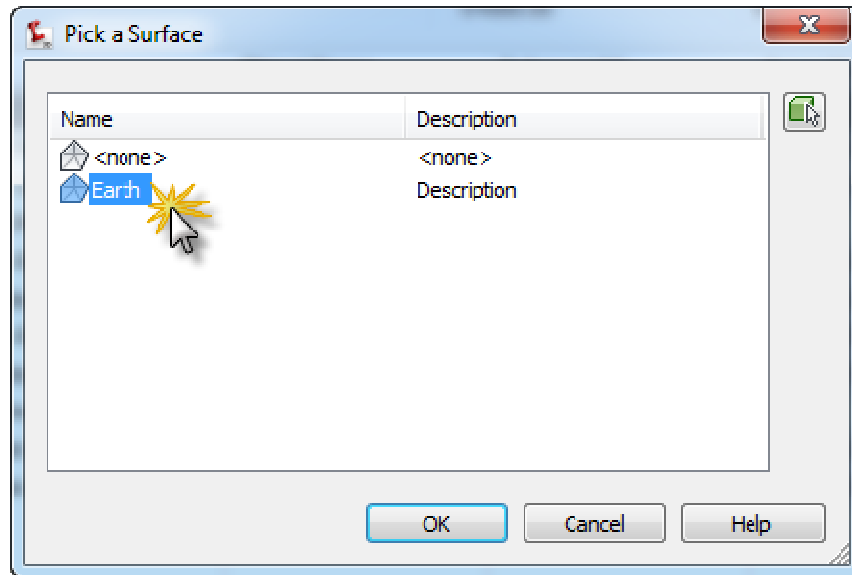 Pick a Surface
Name Description
<none> <none>
Earth Description
OK Cancel Help